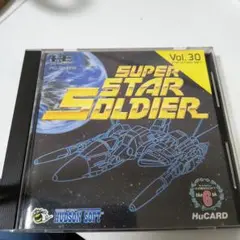 Vol.30
SUPER
STAR
SOLDIER
HUDSON SOFT
HuCARD